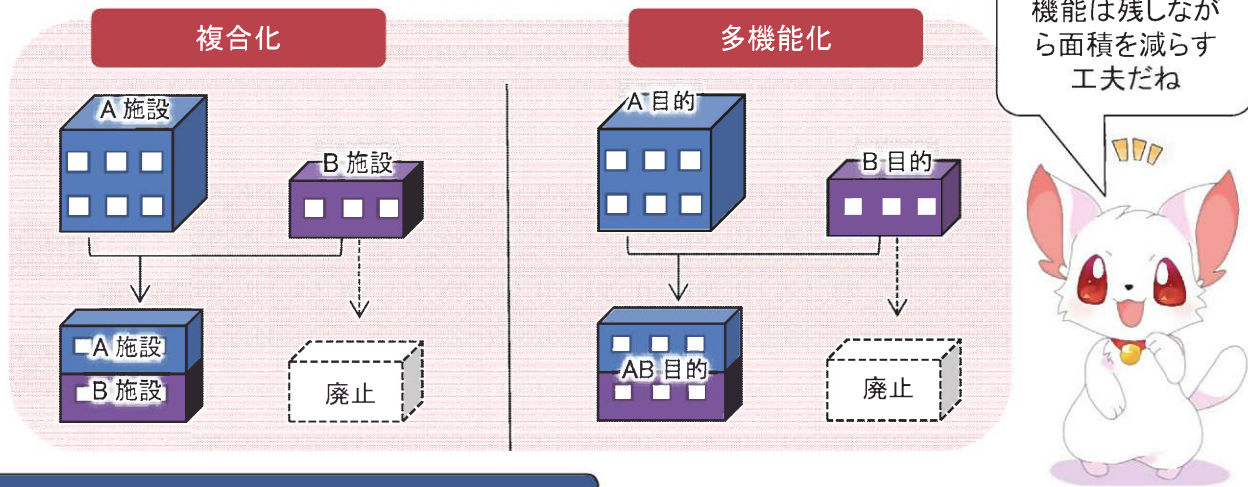 複合化
A 施設
B 施設
A 施設
B 施設
廃止
多機能化
A 目的
B 目的
AB 目的
廃止
機能は残しなが
ら面積を減らす
工夫だね